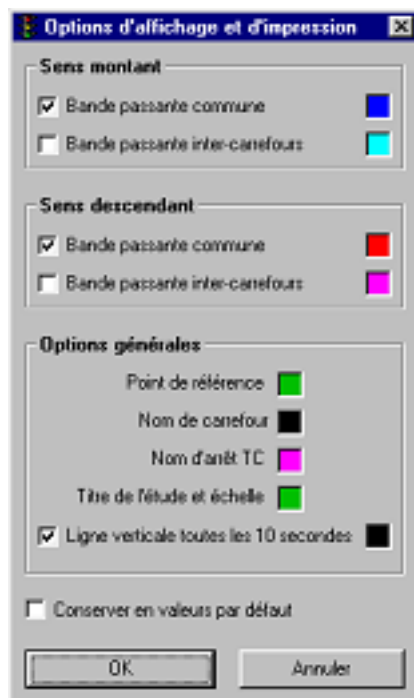 Options d'affichage et d'impression
Sens montant
Bande passante commune
Bande passante inter-carrefours
Sens descendant
Bande passante commune
Bande passante inter-carrefours
Options générales
Point de référence
Nom de carrefour
Nom d'arrêt TC
Titre de l'étude et échelle
Ligne verticale toutes les 10 secondes
Conserver en valeurs par défaut
OK
Annuler